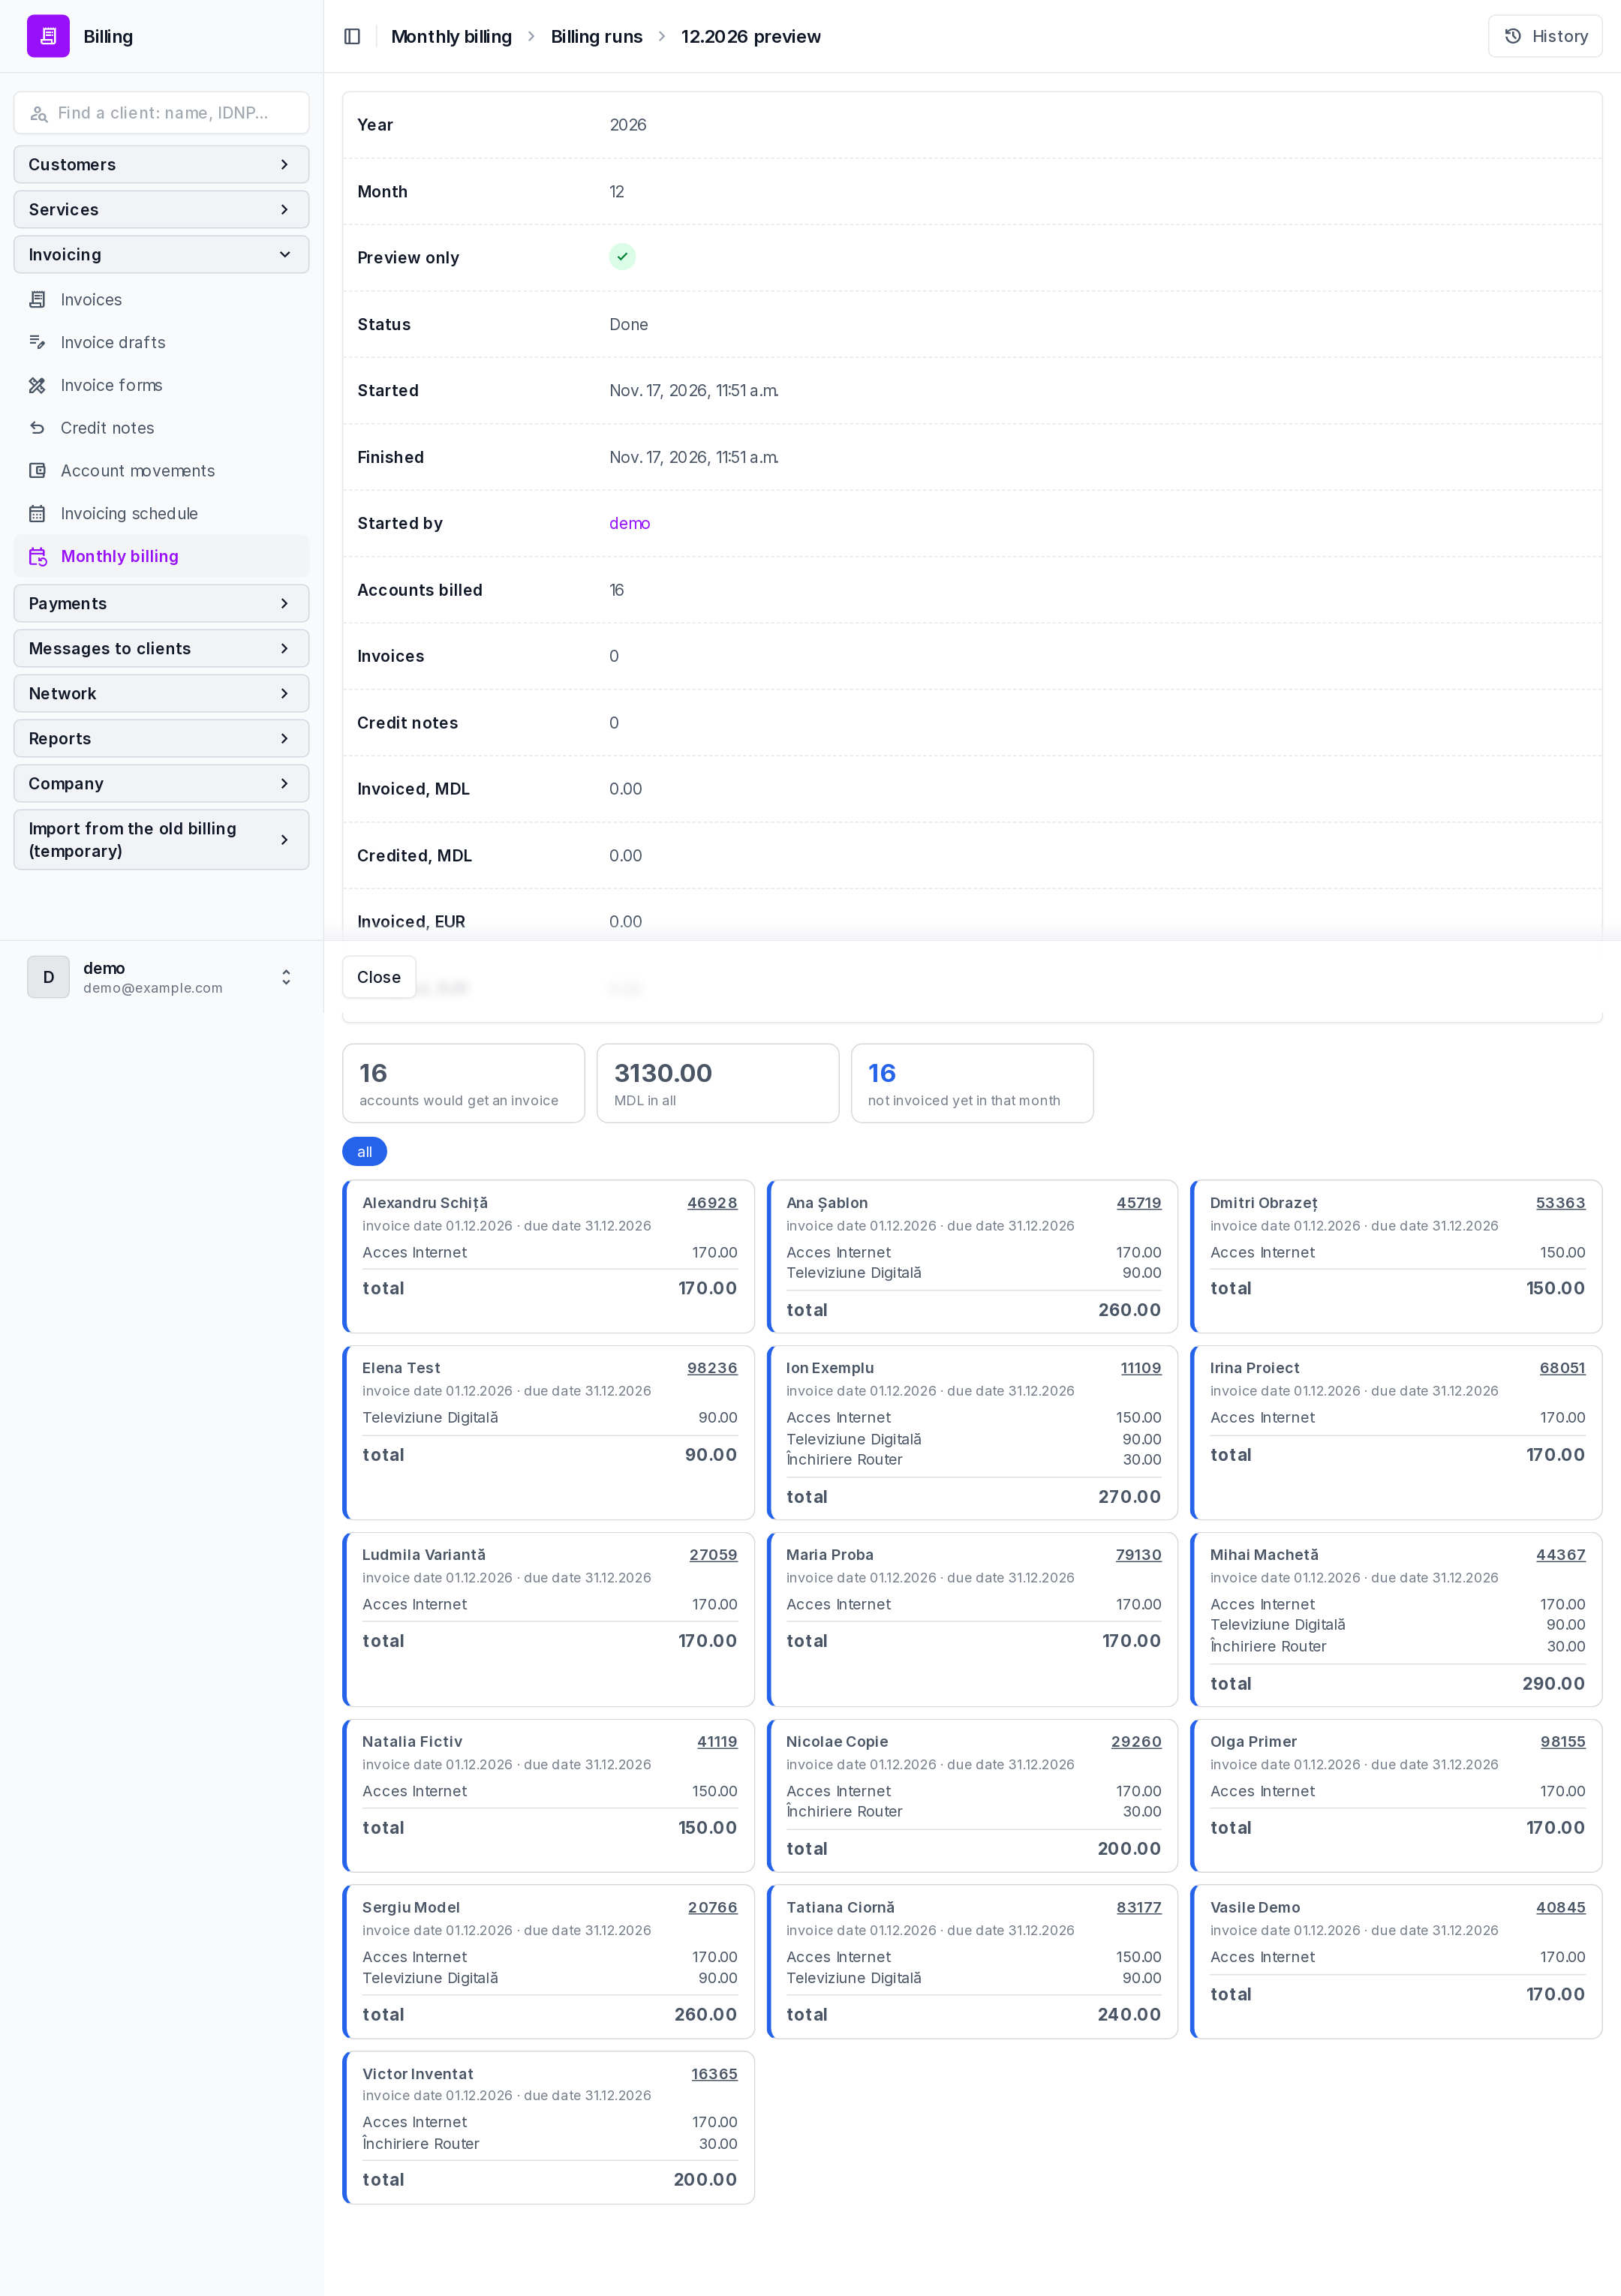 Billing
Monthly billing
Billing runs
12.2026 preview
History
Find a client: name, IDNP...
Customers
Services
Invoicing
Invoices
Invoice drafts
Invoice forms
Credit notes
Account movements
Invoicing schedule
Monthly billing
Payments
Messages to clients
Network
Reports
Company
Import from the old billing
(temporary)
D
demo
demo@example.com
Year 2026
Month 12
Preview only
Status Done
Started Nov. 17, 2026, 11:51 a.m.
Finished Nov. 17, 2026, 11:51 a.m.
Started by demo
Accounts billed 16
Invoices 0
Credit notes 0
Invoiced, MDL 0.00
Credited, MDL 0.00
Invoiced, EUR 0.00
Close
16
accounts would get an invoice
3130.00
MDL in all
16
not invoiced yet in that month
all
Alexandru Schiță 46928
invoice date 01.12.2026 · due date 31.12.2026
Acces Internet 170.00
total 170.00
Ana Șablon 45719
invoice date 01.12.2026 · due date 31.12.2026
Acces Internet 170.00
Televiziune Digitală 90.00
total 260.00
Dmitri Obrazeț 53363
invoice date 01.12.2026 · due date 31.12.2026
Acces Internet 150.00
total 150.00
Elena Test 98236
invoice date 01.12.2026 · due date 31.12.2026
Televiziune Digitală 90.00
total 90.00
Ion Exemplu 11109
invoice date 01.12.2026 · due date 31.12.2026
Acces Internet 150.00
Televiziune Digitală 90.00
Închiriere Router 30.00
total 270.00
Irina Proiect 68051
invoice date 01.12.2026 · due date 31.12.2026
Acces Internet 170.00
total 170.00
Ludmila Variantă 27059
invoice date 01.12.2026 · due date 31.12.2026
Acces Internet 170.00
total 170.00
Maria Proba 79130
invoice date 01.12.2026 · due date 31.12.2026
Acces Internet 170.00
total 170.00
Mihai Machetă 44367
invoice date 01.12.2026 · due date 31.12.2026
Acces Internet 170.00
Televiziune Digitală 90.00
Închiriere Router 30.00
total 290.00
Natalia Fictiv 41119
invoice date 01.12.2026 · due date 31.12.2026
Acces Internet 150.00
total 150.00
Nicolae Copie 29260
invoice date 01.12.2026 · due date 31.12.2026
Acces Internet 170.00
Închiriere Router 30.00
total 200.00
Olga Primer 98155
invoice date 01.12.2026 · due date 31.12.2026
Acces Internet 170.00
total 170.00
Sergiu Model 20766
invoice date 01.12.2026 · due date 31.12.2026
Acces Internet 170.00
Televiziune Digitală 90.00
total 260.00
Tatiana Ciornă 83177
invoice date 01.12.2026 · due date 31.12.2026
Acces Internet 150.00
Televiziune Digitală 90.00
total 240.00
Vasile Demo 40845
invoice date 01.12.2026 · due date 31.12.2026
Acces Internet 170.00
total 170.00
Victor Inventat 16365
invoice date 01.12.2026 · due date 31.12.2026
Acces Internet 170.00
Închiriere Router 30.00
total 200.00